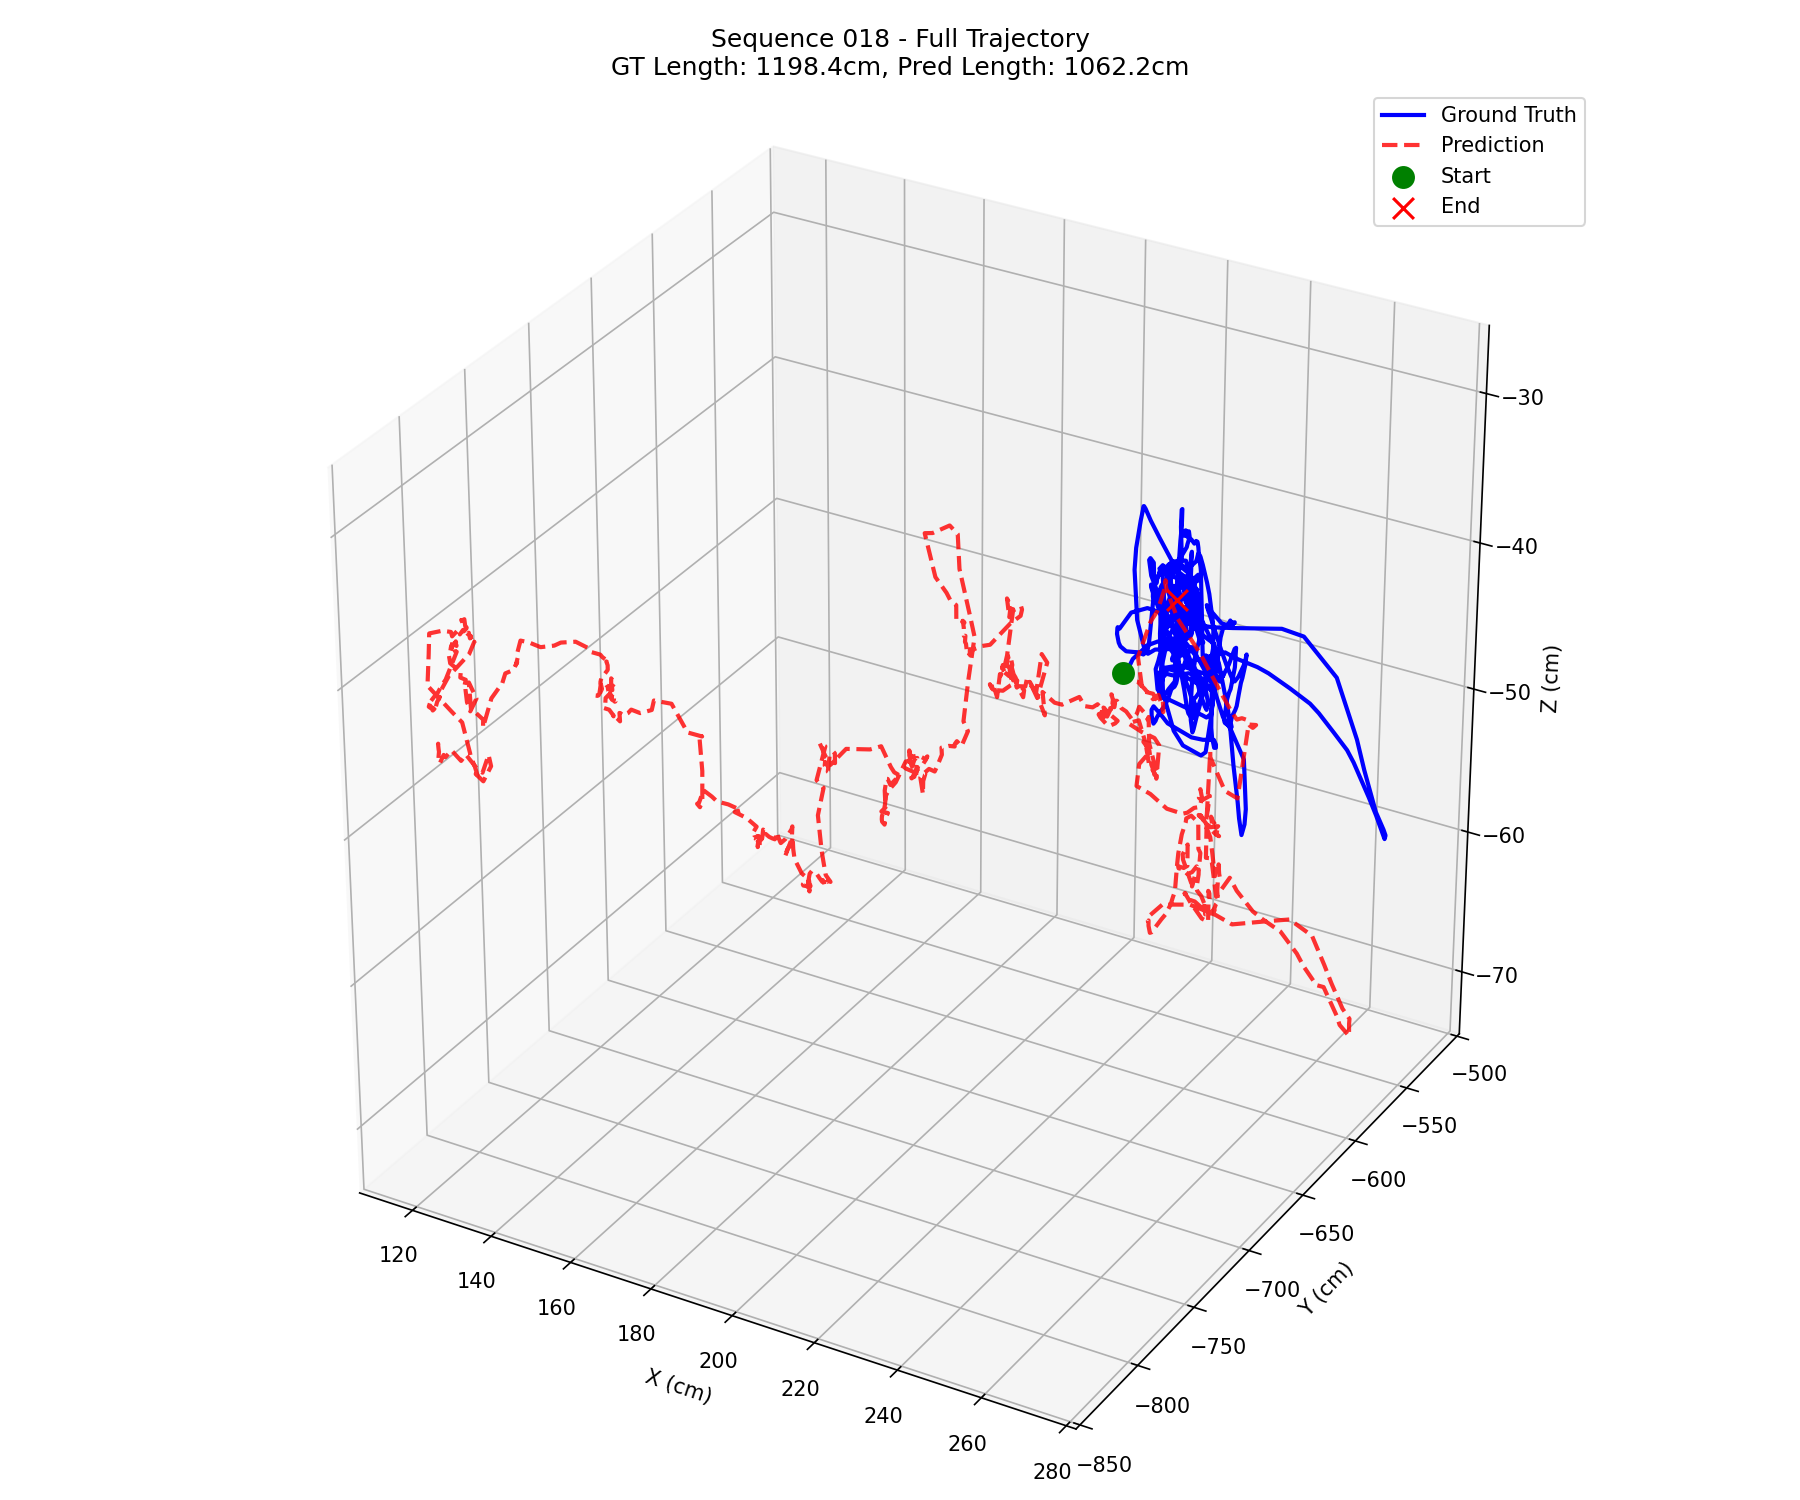 Sequence 018 - Full Trajectory
GT Length: 1198.4cm, Pred Length: 1062.2cm
Ground Truth
Prediction
Start
End
−30
−40
−50
−60
−70
Z (cm)
−500
−550
−600
−650
−700
−750
−800
−850
Y (cm)
120
140
160
180
200
220
240
260
280
X (cm)